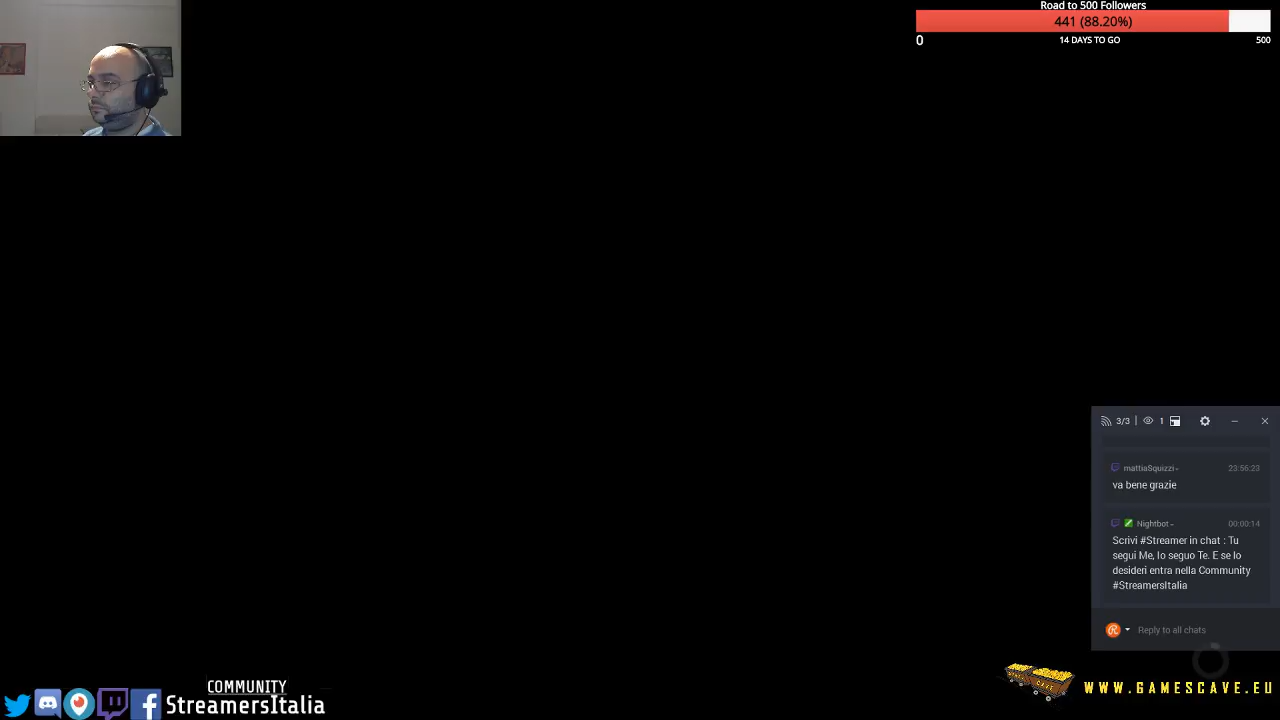 Road to 500 Followers
441 (88.20%)
0
14 DAYS TO GO
500
3/3
1
mattiaSquizzi
23:56:23
va bene grazie
Nightbot
00:00:14
Scrivi #Streamer in chat : Tu
segui Me, Io seguo Te. E se lo
desideri entra nella Community
#StreamersItalia
Reply to all chats
COMMUNITY
StreamersItalia
WWW.GAMESCAVE.EU